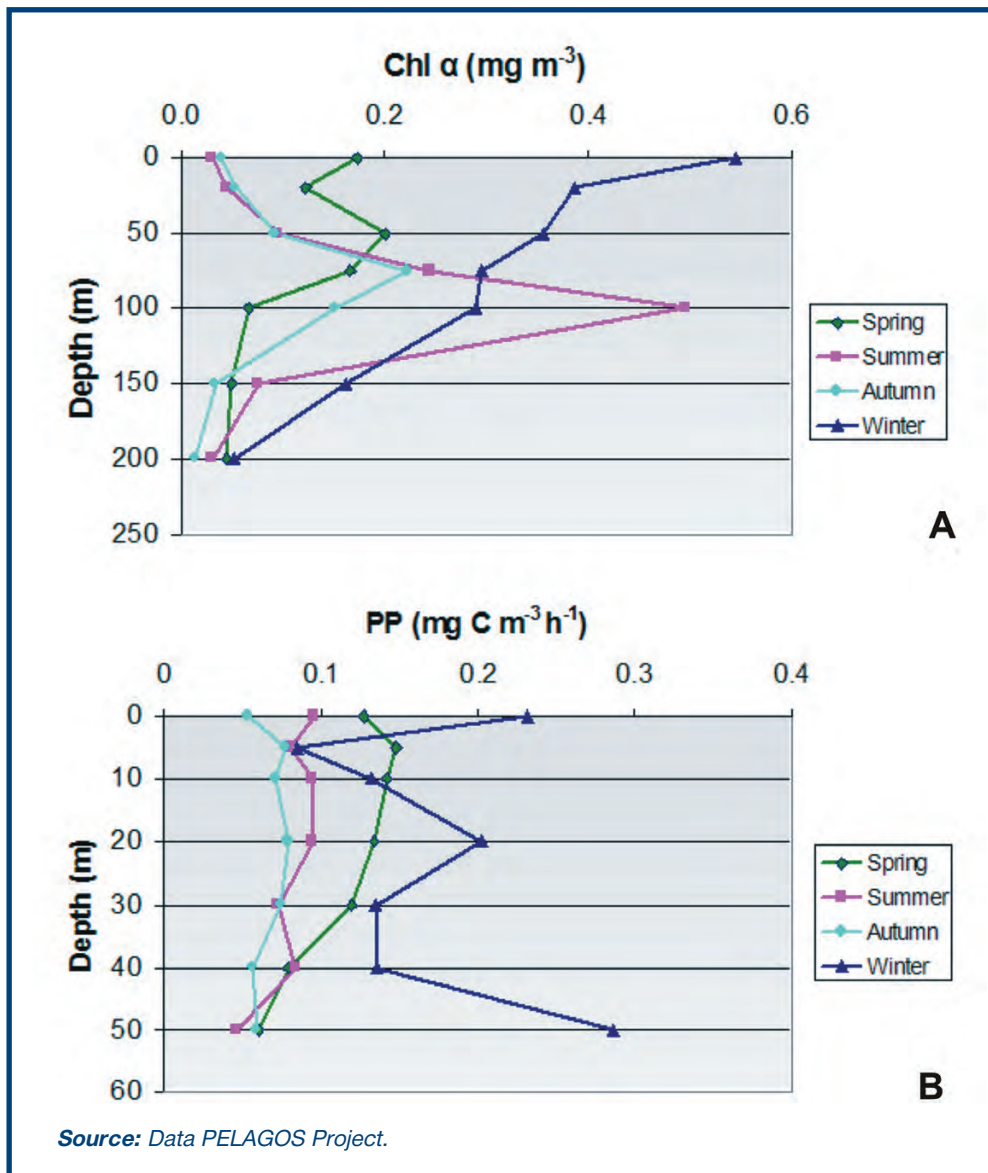 Chl α (mg m⁻³)
0.0 0.2 0.4 0.6
0
50
100
150
200
250
Depth (m)
Spring
Summer
Autumn
Winter
A
PP (mg C m⁻³ h⁻¹)
0 0.1 0.2 0.3 0.4
0
10
20
30
40
50
60
Depth (m)
Spring
Summer
Autumn
Winter
B
Source: Data PELAGOS Project.